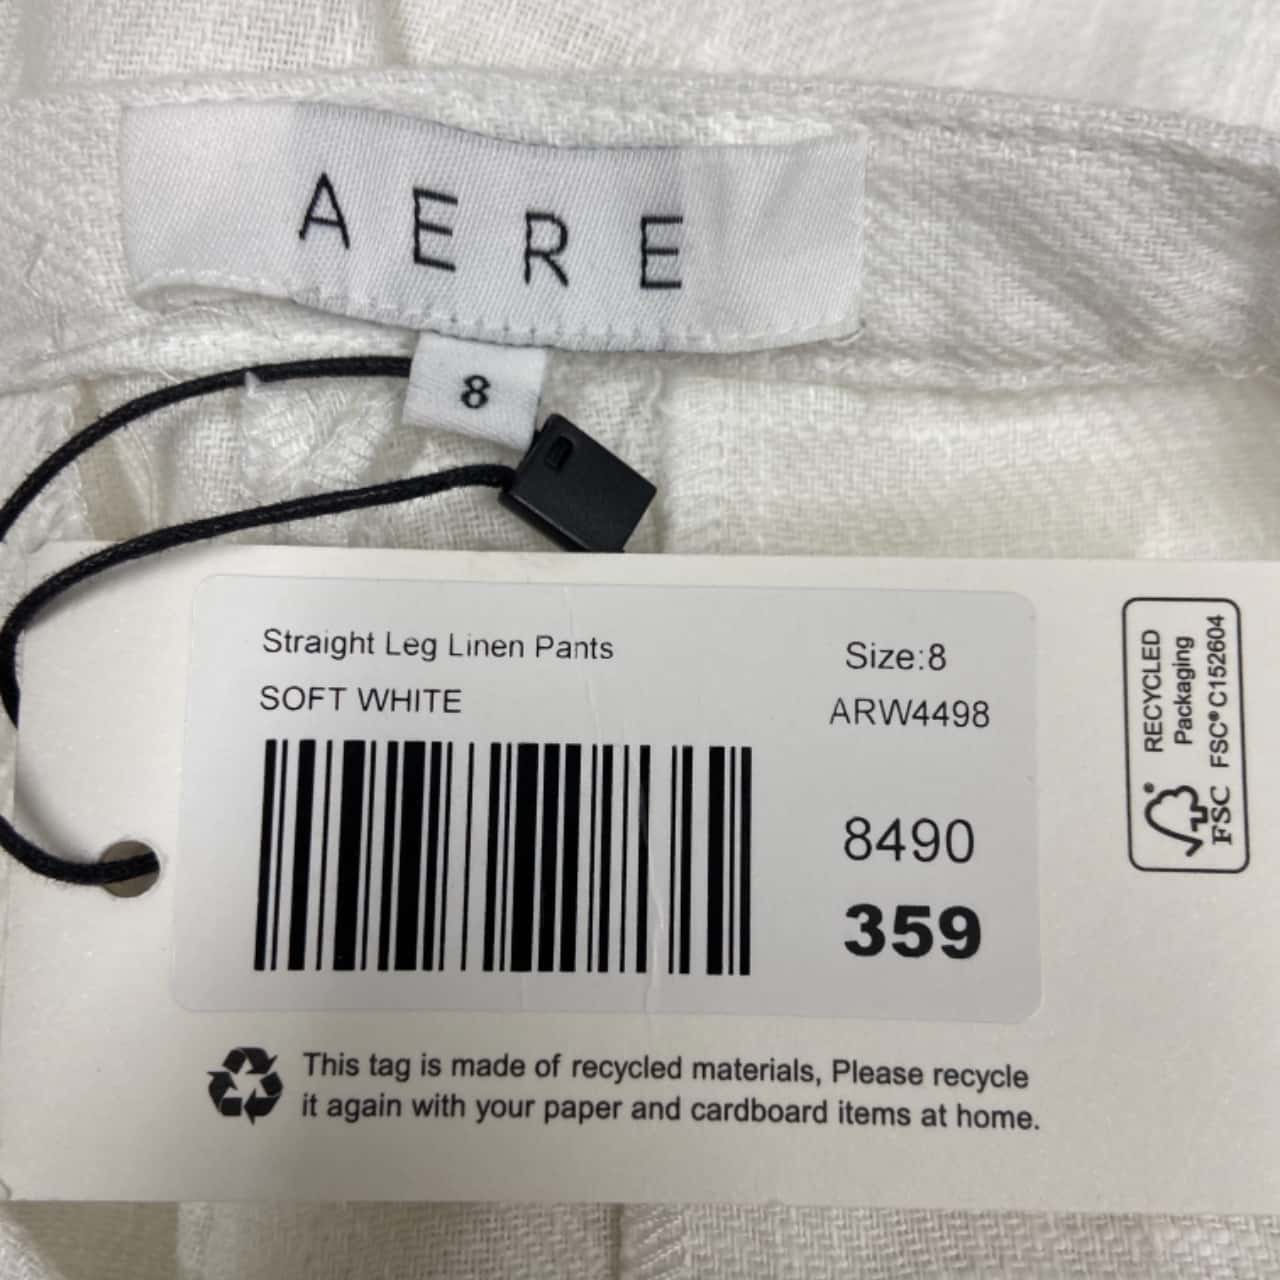 AERE
8
Straight Leg Linen Pants
SOFT WHITE
Size:8
ARW4498
8490
359
RECYCLED
Packaging
FSC® C152604
FSC
This tag is made of recycled materials, Please recycle
it again with your paper and cardboard items at home.